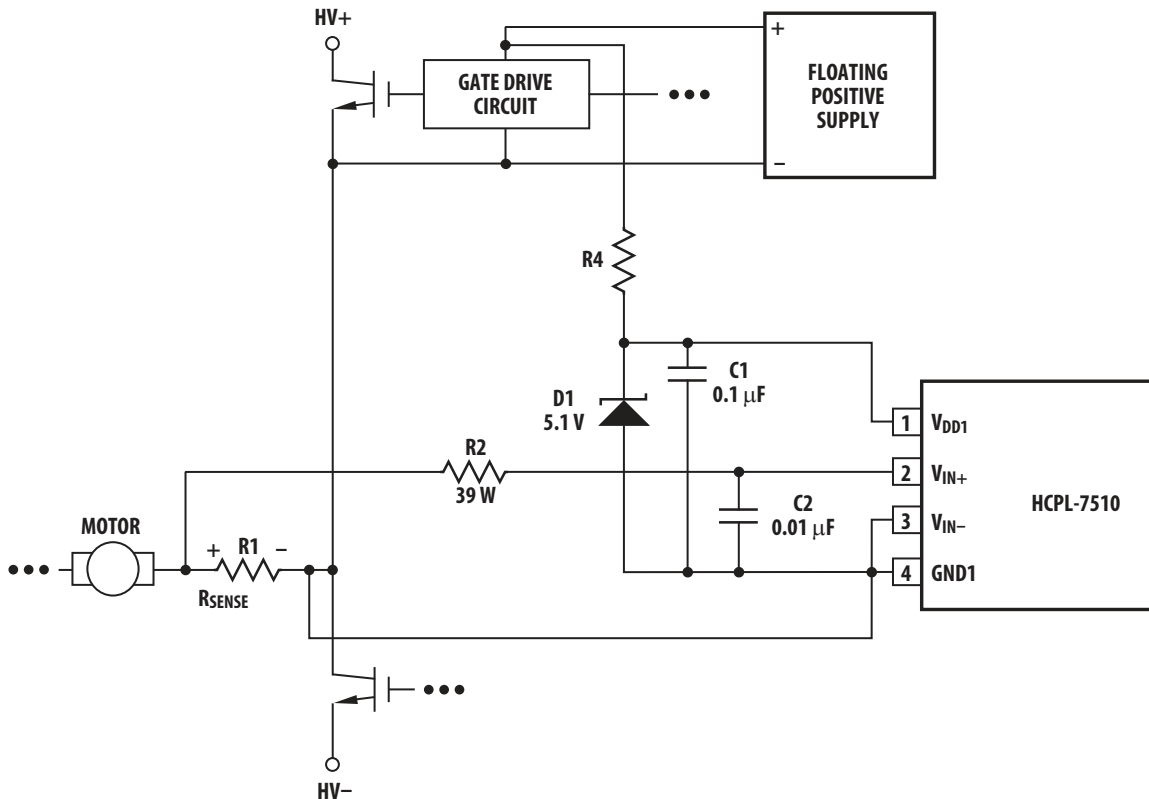 HV+
GATE DRIVE
CIRCUIT
•••
+
FLOATING
POSITIVE
SUPPLY
−
R4
C1
0.1 μF
D1
5.1 V
1 VDD1
R2
39 W
2 VIN+
HCPL-7510
C2
0.01 μF
3 VIN−
MOTOR
•••
+ R1 −
RSENSE
4 GND1
•••
HV−